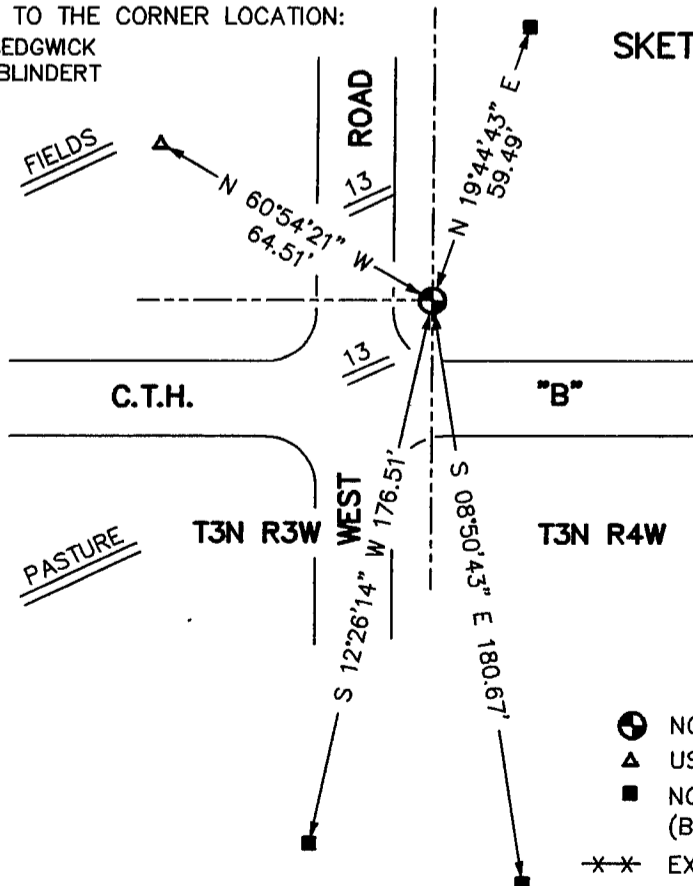 TO THE CORNER LOCATION:
EDGWICK
BLINDERT
SKET
ROAD
FIELDS
13
N 60°54'21" W
64.51'
N 19°44'43" E
59.49'
13
C.T.H.
"B"
WEST
T3N R3W
T3N R4W
PASTURE
S 12°26'14" W 176.51'
S 08°50'43" E 180.67'
NO
US
NO
(B
EX